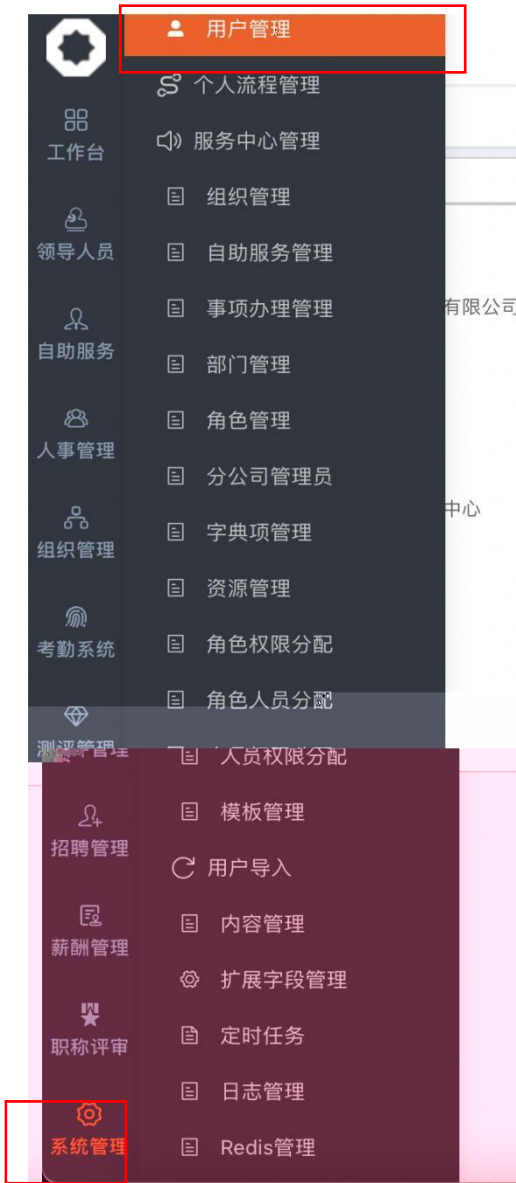 用户管理
个人流程管理
工作台
服务中心管理
组织管理
领导人员
自助服务管理
事项办理管理
有限公司
自助服务
部门管理
人事管理
角色管理
分公司管理员
中心
组织管理
字典项管理
资源管理
考勤系统
角色权限分配
角色人员分配
测评管理
人员权限分配
招聘管理
模板管理
用户导入
薪酬管理
内容管理
扩展字段管理
职称评审
定时任务
日志管理
系统管理
Redis管理